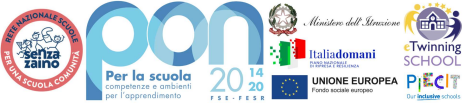 RETE NAZIONALE SCUOLE
senza
zaino
PER UNA SCUOLA COMUNITÀ
pon
Per la scuola
competenze e ambienti
per l'apprendimento
2014
20
FSE-FESR
Ministero dell'Istruzione
Italiadomani
PIANO NAZIONALE
DI RIPRESA E RESILIENZA
UNIONE EUROPEA
Fondo sociale europeo
eTwinning
SCHOOL
PIECIT
Our inclusive schools